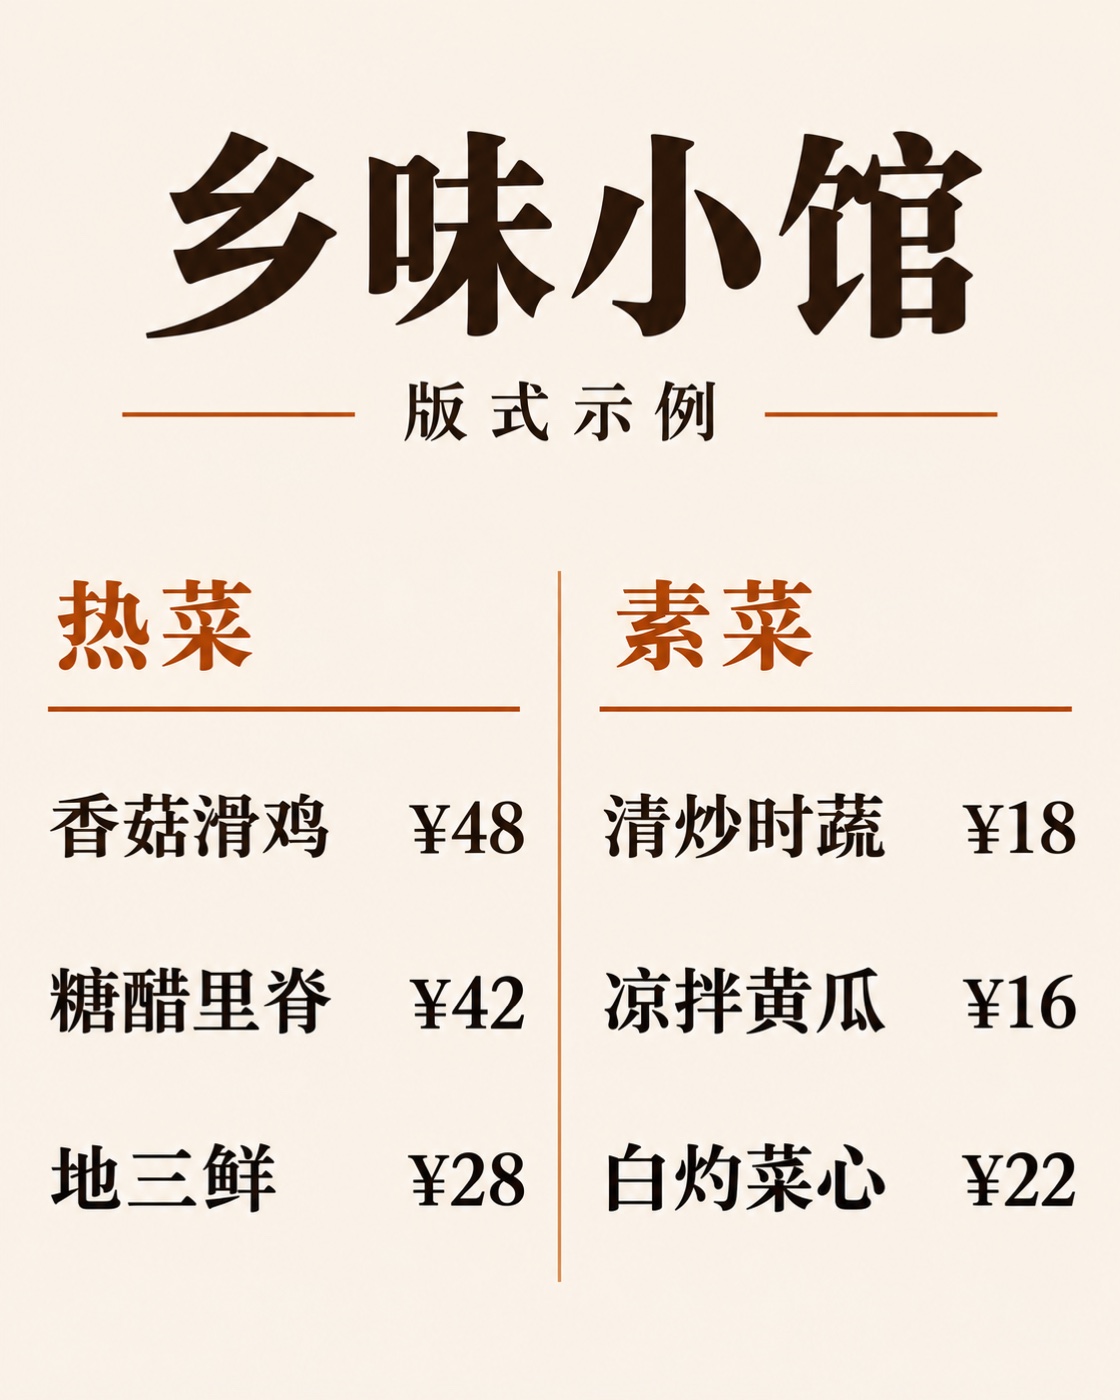 乡味小馆
版式示例
热菜
香菇滑鸡 ¥48
糖醋里脊 ¥42
地三鲜 ¥28
素菜
清炒时蔬 ¥18
凉拌黄瓜 ¥16
白灼菜心 ¥22